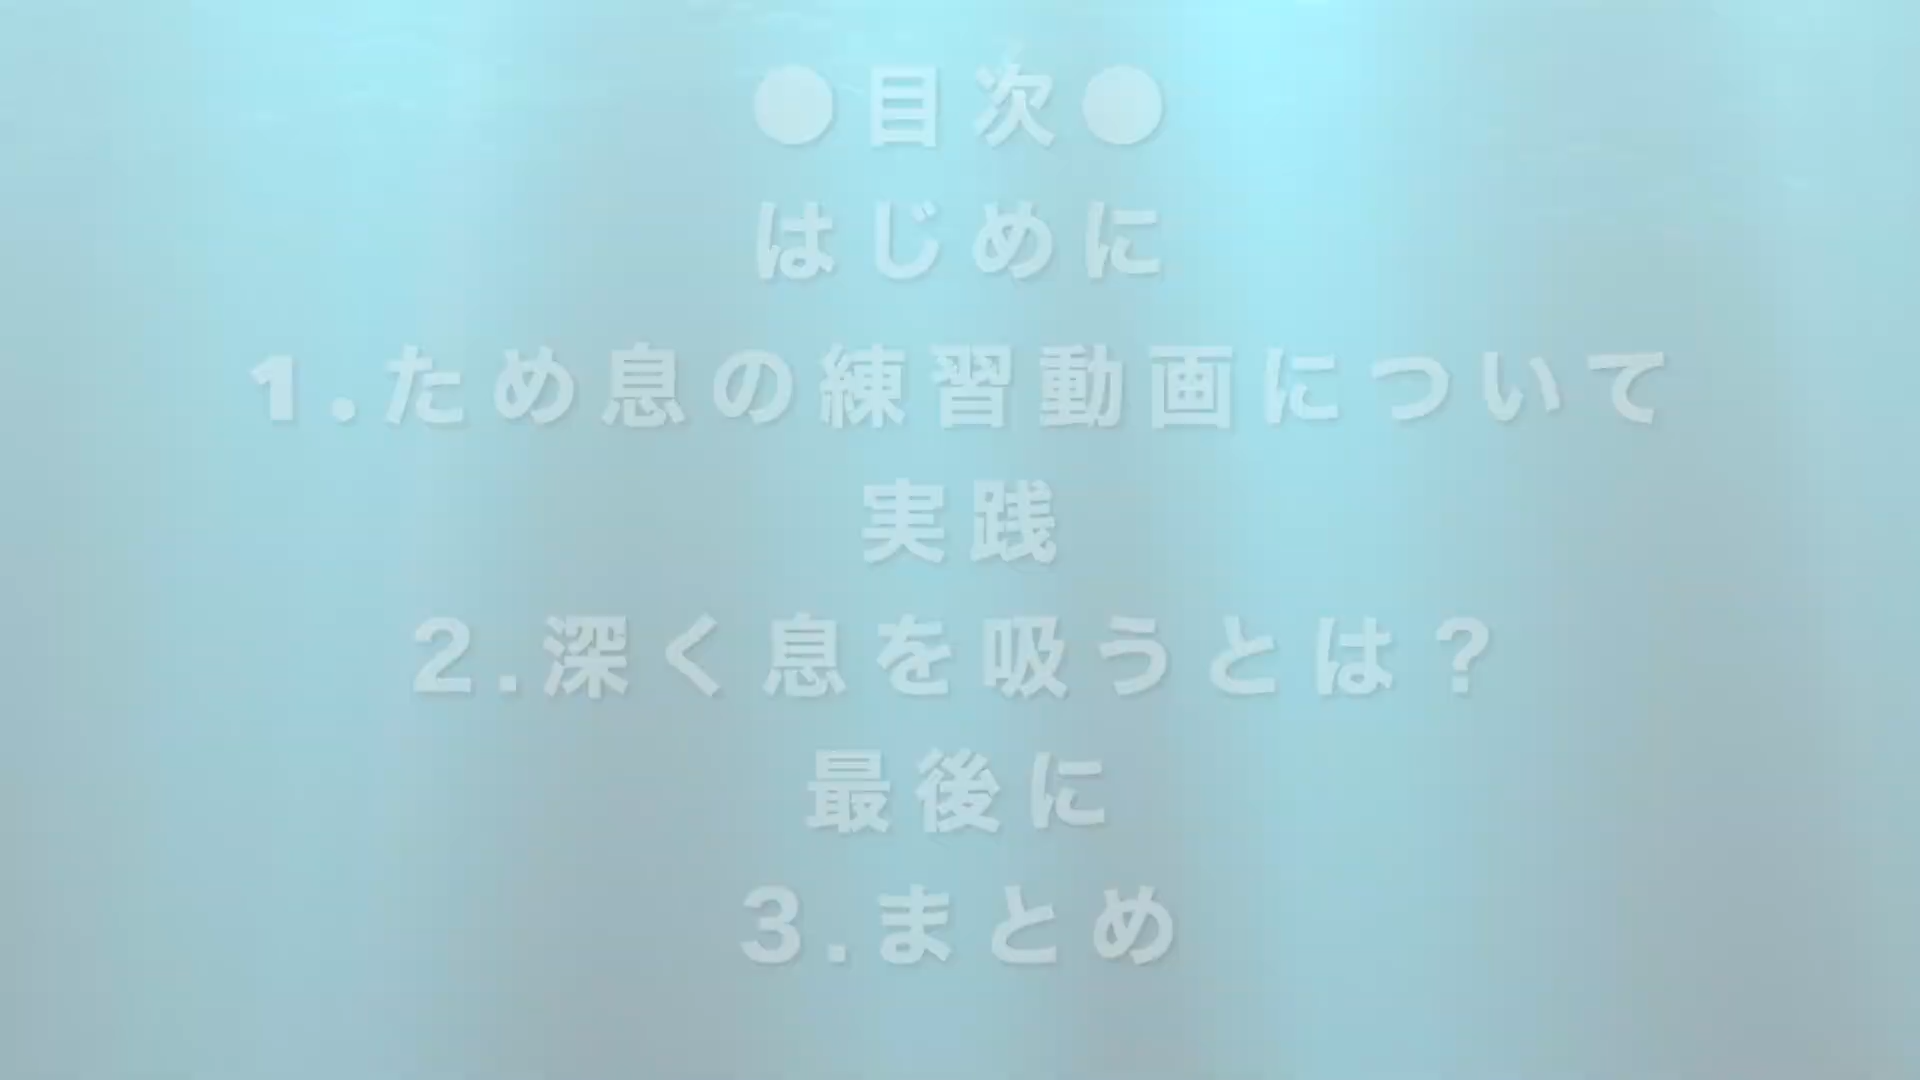 ●目次●
はじめに
1.ため息の練習動画について
実践
2.深く息を吸うとは？
最後に
3.まとめ